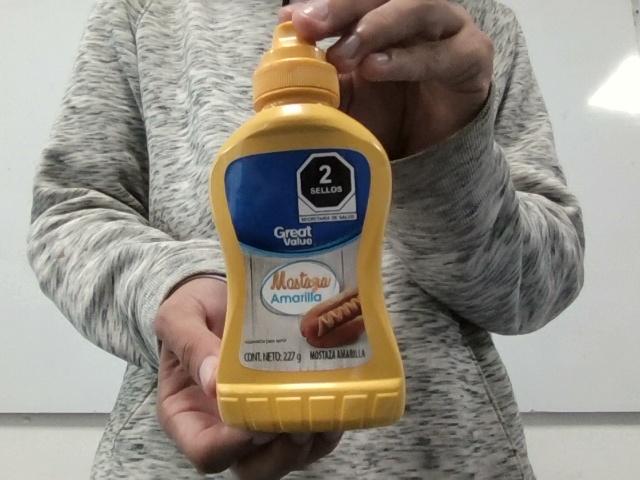 2
SELLOS
SECRETARÍA DE SALUD
Great
Value
Mostaza
Amarilla
CONT. NETO: 227 g
MOSTAZA AMARILLA